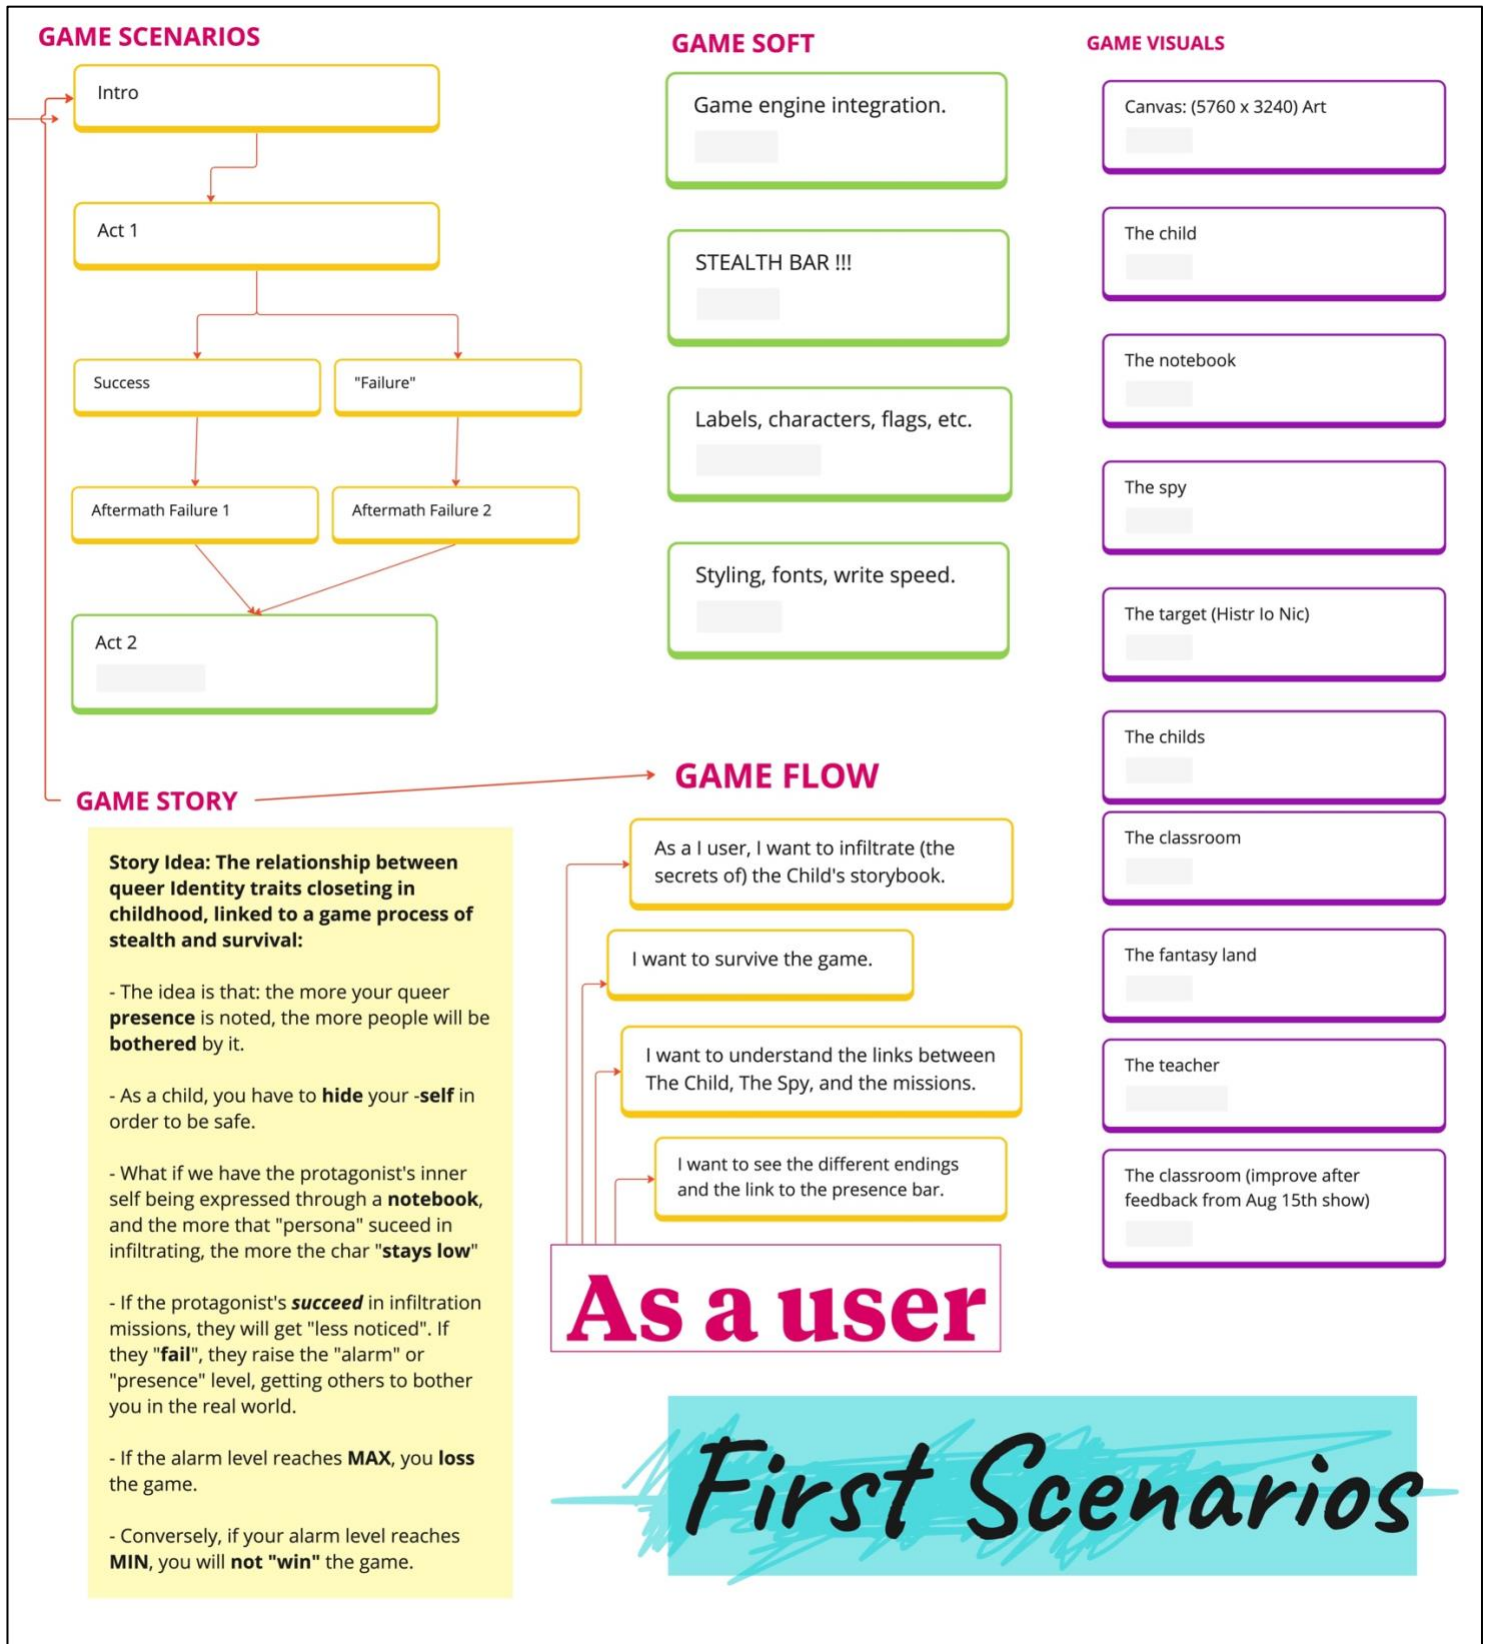 GAME SCENARIOS
Intro
Act 1
Success
"Failure"
Aftermath Failure 1
Aftermath Failure 2
Act 2
GAME SOFT
Game engine integration.
STEALTH BAR !!!
Labels, characters, flags, etc.
Styling, fonts, write speed.
GAME VISUALS
Canvas: (5760 x 3240) Art
The child
The notebook
The spy
The target (Histr Io Nic)
The childs
The classroom
The fantasy land
The teacher
The classroom (improve after
feedback from Aug 15th show)
GAME STORY
Story Idea: The relationship between
queer Identity traits closeting in
childhood, linked to a game process of
stealth and survival:
- The idea is that: the more your queer
presence is noted, the more people will be
bothered by it.
- As a child, you have to hide your -self in
order to be safe.
- What if we have the protagonist's inner
self being expressed through a notebook,
and the more that "persona" suceed in
infiltrating, the more the char "stays low"
- If the protagonist's succeed in infiltration
missions, they will get "less noticed". If
they "fail", they raise the "alarm" or
"presence" level, getting others to bother
you in the real world.
- If the alarm level reaches MAX, you loss
the game.
- Conversely, if your alarm level reaches
MIN, you will not "win" the game.
GAME FLOW
As a I user, I want to infiltrate (the
secrets of) the Child's storybook.
I want to survive the game.
I want to understand the links between
The Child, The Spy, and the missions.
I want to see the different endings
and the link to the presence bar.
As a user
First Scenarios